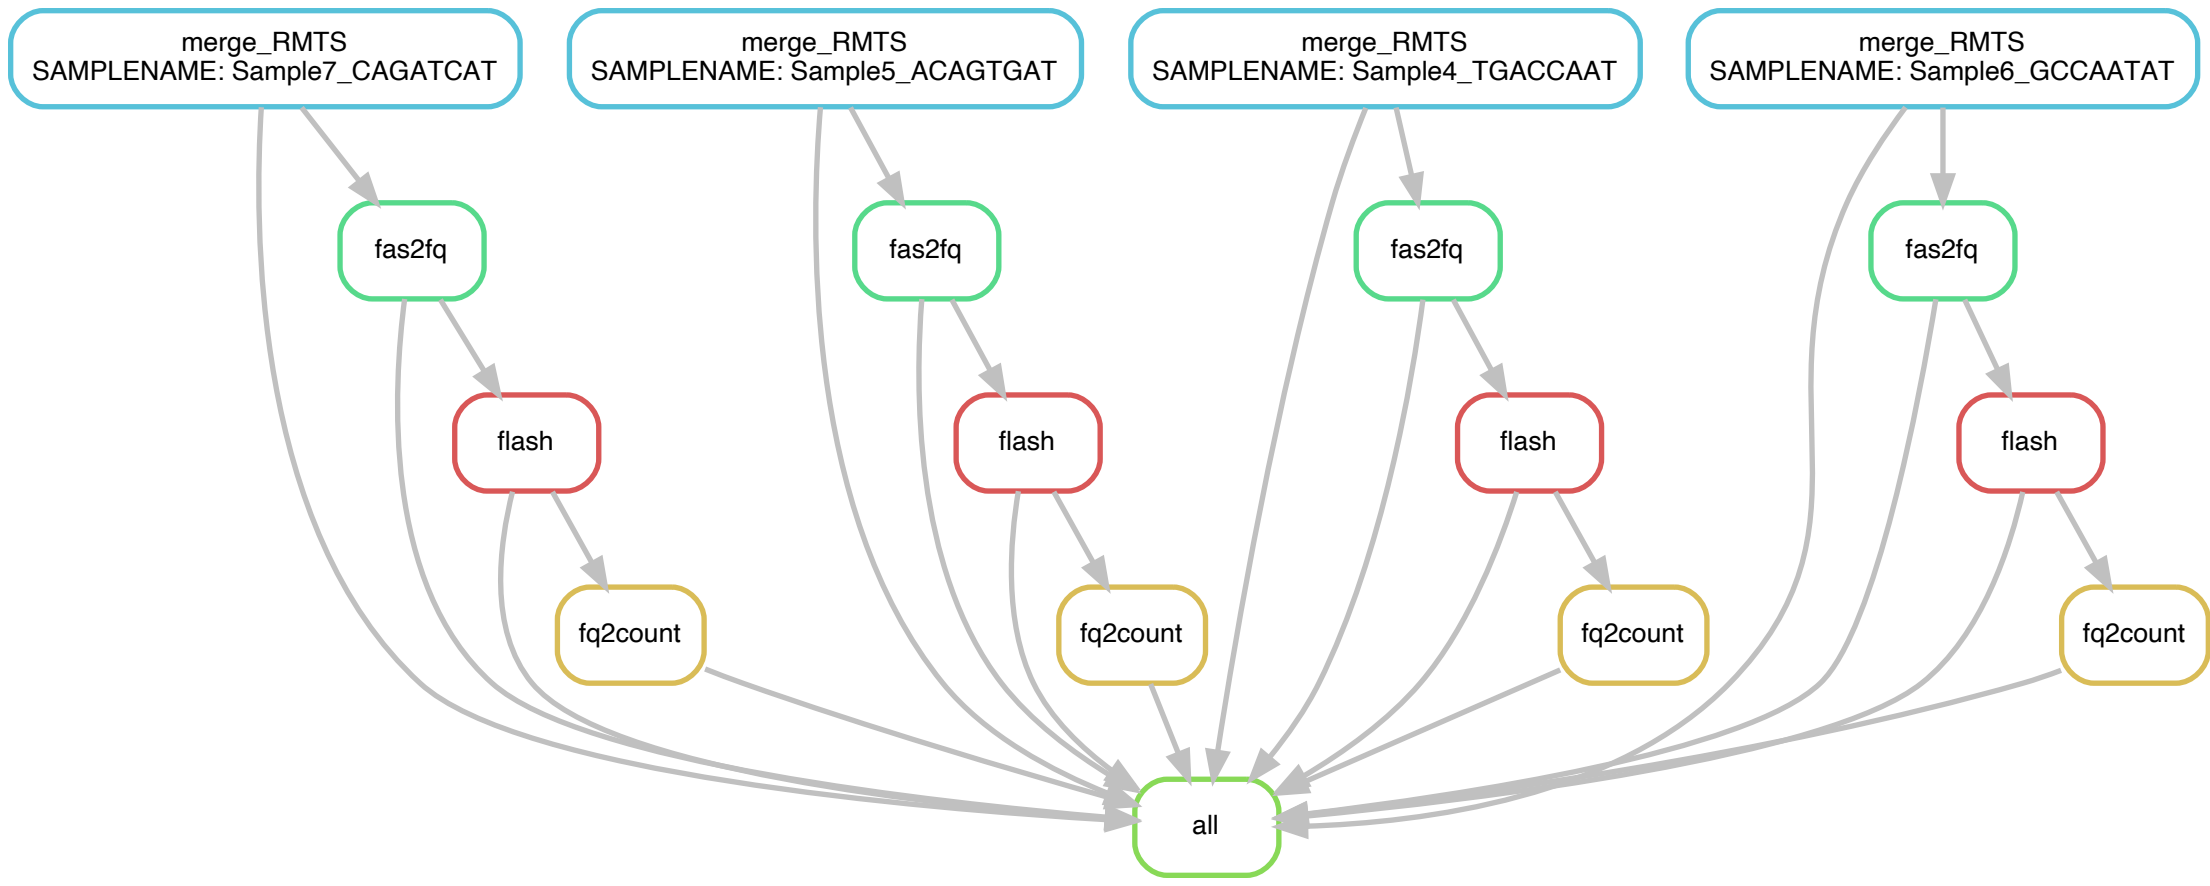 merge_RMTS
SAMPLENAME: Sample7_CAGATCAT
merge_RMTS
SAMPLENAME: Sample5_ACAGTGAT
merge_RMTS
SAMPLENAME: Sample4_TGACCAAT
merge_RMTS
SAMPLENAME: Sample6_GCCAATAT
fas2fq
fas2fq
fas2fq
fas2fq
flash
flash
flash
flash
fq2count
fq2count
fq2count
fq2count
all